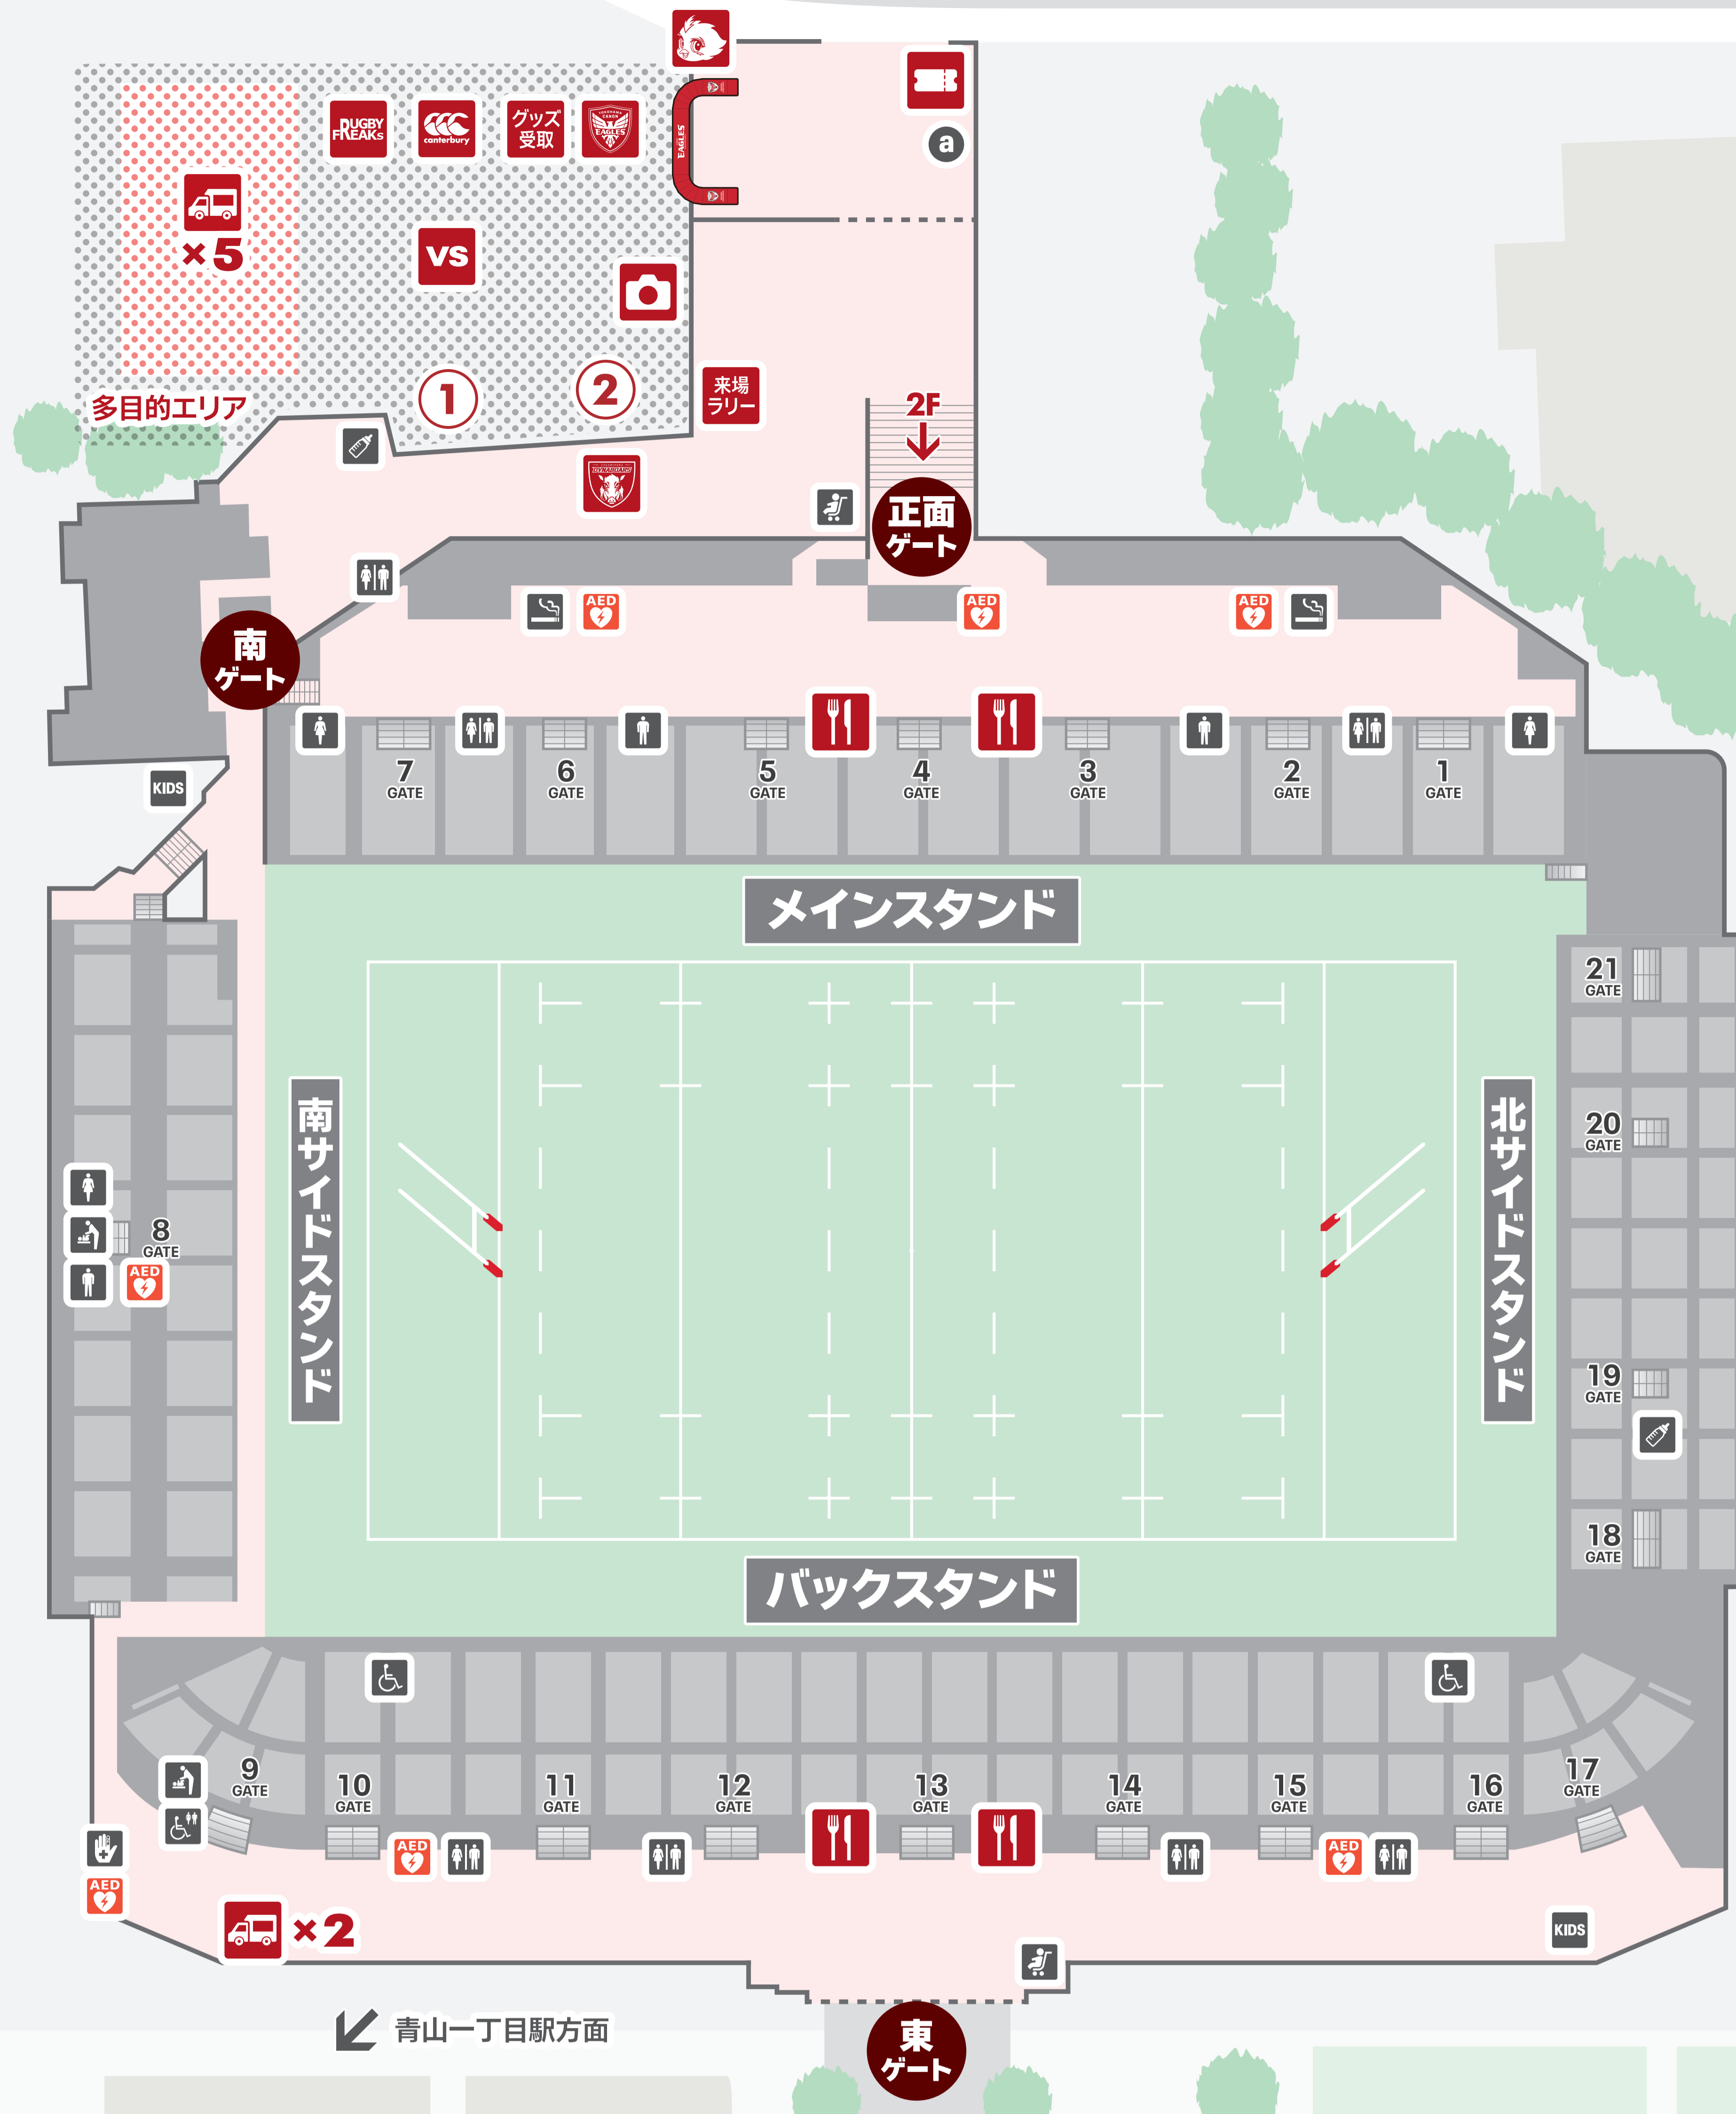 RUGBY
FREAKs
canterbury
グッズ
受取
YOKOHAMA
CANON
EAGLES
EAGLES
a
×5
VS
多目的エリア
1
2
来場
ラリー
DYNABOARS
2F
正面
ゲート
南
ゲート
AED
AED
AED
7
GATE
6
GATE
5
GATE
4
GATE
3
GATE
2
GATE
1
GATE
KIDS
メインスタンド
南サイドスタンド
北サイドスタンド
21
GATE
20
GATE
19
GATE
18
GATE
8
GATE
AED
バックスタンド
9
GATE
10
GATE
11
GATE
12
GATE
13
GATE
14
GATE
15
GATE
16
GATE
17
GATE
AED
AED
AED
×2
KIDS
青山一丁目駅方面
東
ゲート